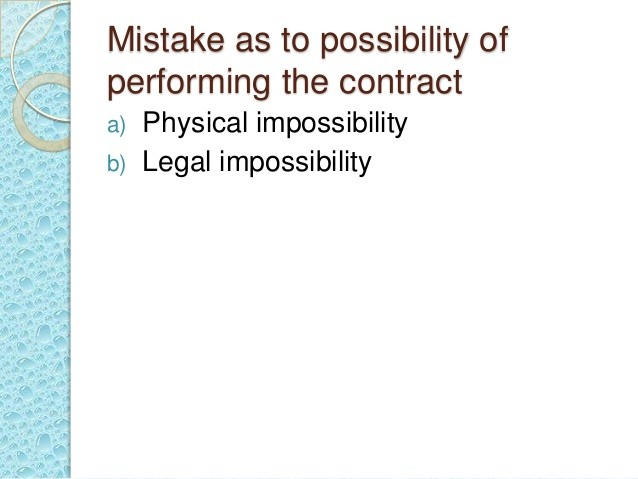 Mistake as to possibility of
performing the contract
a) Physical impossibility
b) Legal impossibility